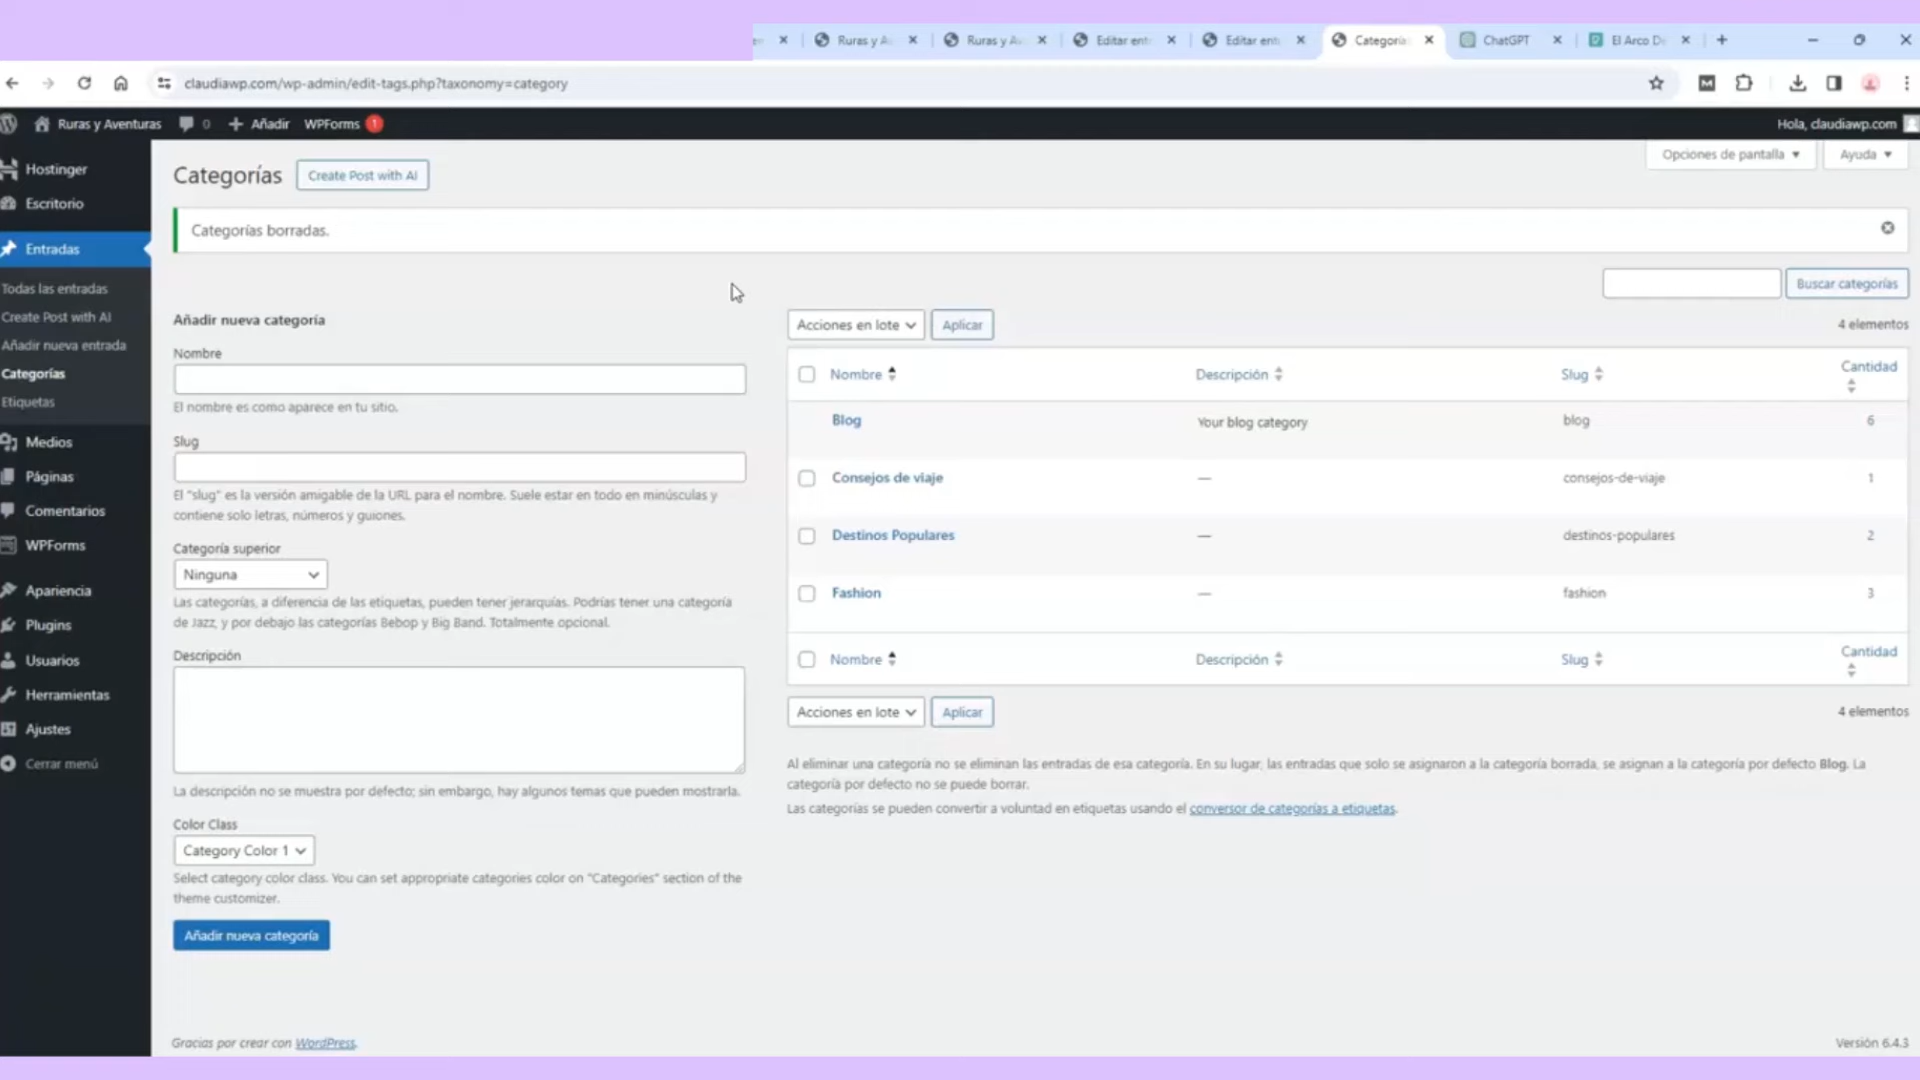 Ruras y A
Ruras y Av
Editar ent
Editar ent
Categoría
ChatGPT
El Arco D
claudiawp.com/wp-admin/edit-tags.php?taxonomy=category
Ruras y Aventuras
0
Añadir
WPForms
1
Hola, claudiawp.com
Hostinger
Escritorio
Entradas
Todas las entradas
Create Post with AI
Añadir nueva entrada
Categorías
Etiquetas
Medios
Páginas
Comentarios
WPForms
Apariencia
Plugins
Usuarios
Herramientas
Ajustes
Cerrar menú
Opciones de pantalla
Ayuda
Categorías
Create Post with AI
Categorías borradas.
Buscar categorías
Añadir nueva categoría
Nombre
El nombre es como aparece en tu sitio.
Slug
El "slug" es la versión amigable de la URL para el nombre. Suele estar en todo en minúsculas y
contiene solo letras, números y guiones.
Categoría superior
Ninguna
Las categorías, a diferencia de las etiquetas, pueden tener jerarquías. Podrías tener una categoría
de Jazz, y por debajo las categorías Bebop y Big Band. Totalmente opcional.
Descripción
La descripción no se muestra por defecto; sin embargo, hay algunos temas que pueden mostrarla.
Color Class
Category Color 1
Select category color class. You can set appropriate categories color on "Categories" section of the
theme customizer.
Añadir nueva categoría
Acciones en lote
Aplicar
4 elementos
Nombre
Descripción
Slug
Cantidad
Blog
Your blog category
blog
6
Consejos de viaje
—
consejos-de-viaje
1
Destinos Populares
—
destinos-populares
2
Fashion
—
fashion
3
Nombre
Descripción
Slug
Cantidad
Acciones en lote
Aplicar
4 elementos
Al eliminar una categoría no se eliminan las entradas de esa categoría. En su lugar, las entradas que solo se asignaron a la categoría borrada, se asignan a la categoría por defecto Blog. La
categoría por defecto no se puede borrar.
Las categorías se pueden convertir a voluntad en etiquetas usando el conversor de categorías a etiquetas.
Gracias por crear con WordPress.
Versión 6.4.3